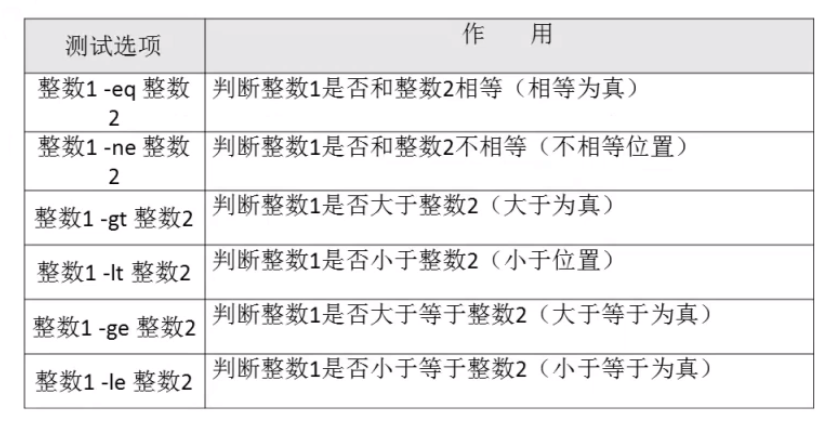 测试选项
作 用
整数1 -eq 整数
2
判断整数1是否和整数2相等（相等为真）
整数1 -ne 整数
2
判断整数1是否和整数2不相等（不相等位置）
整数1 -gt 整数2
判断整数1是否大于整数2（大于为真）
整数1 -lt 整数2
判断整数1是否小于整数2（小于位置）
整数1 -ge 整数2
判断整数1是否大于等于整数2（大于等于为真）
整数1 -le 整数2
判断整数1是否小于等于整数2（小于等于为真）